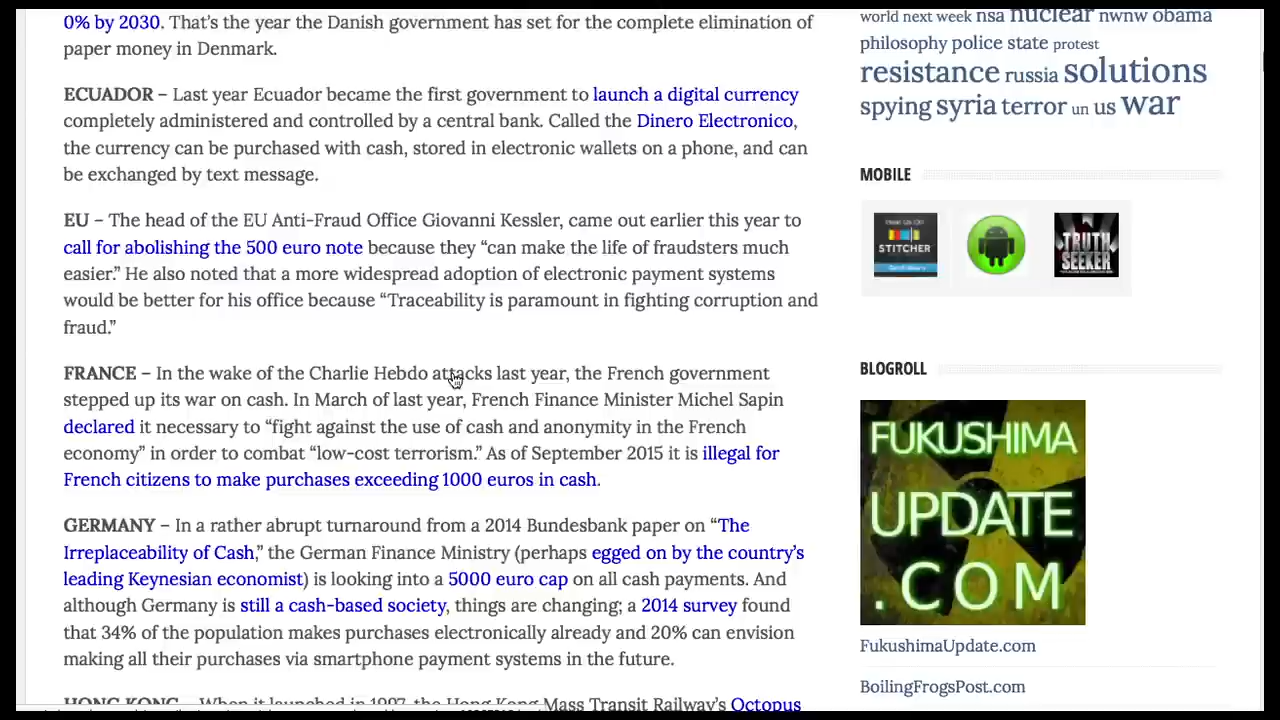 0% by 2030. That's the year the Danish government has set for the complete elimination of
paper money in Denmark.
ECUADOR – Last year Ecuador became the first government to launch a digital currency
completely administered and controlled by a central bank. Called the Dinero Electronico,
the currency can be purchased with cash, stored in electronic wallets on a phone, and can
be exchanged by text message.
EU – The head of the EU Anti-Fraud Office Giovanni Kessler, came out earlier this year to
call for abolishing the 500 euro note because they “can make the life of fraudsters much
easier.” He also noted that a more widespread adoption of electronic payment systems
would be better for his office because “Traceability is paramount in fighting corruption and
fraud.”
FRANCE – In the wake of the Charlie Hebdo attacks last year, the French government
stepped up its war on cash. In March of last year, French Finance Minister Michel Sapin
declared it necessary to “fight against the use of cash and anonymity in the French
economy” in order to combat “low-cost terrorism.” As of September 2015 it is illegal for
French citizens to make purchases exceeding 1000 euros in cash.
GERMANY – In a rather abrupt turnaround from a 2014 Bundesbank paper on “The
Irreplaceability of Cash,” the German Finance Ministry (perhaps egged on by the country's
leading Keynesian economist) is looking into a 5000 euro cap on all cash payments. And
although Germany is still a cash-based society, things are changing; a 2014 survey found
that 34% of the population makes purchases electronically already and 20% can envision
making all their purchases via smartphone payment systems in the future.
HONG KONG – When it launched in 1997, the Hong Kong Mass Transit Railway's Octopus
world next week nsa nuclear nwnw obama
philosophy police state protest
resistance russia solutions
spying syria terror un us war
MOBILE
STITCHER
TRUTH
SEEKER
BLOGROLL
FUKUSHIMA
UPDATE
.COM
FukushimaUpdate.com
BoilingFrogsPost.com